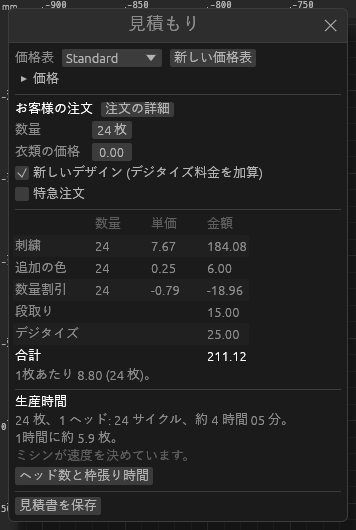 mm -900 -850 -800 -750
見積もり
価格表 Standard 新しい価格表
価格
お客様の注文 注文の詳細
数量 24 枚
衣類の価格 0.00
新しいデザイン (デジタイズ料金を加算)
特急注文
数量 単価 金額
刺繍 24 7.67 184.08
追加の色 24 0.25 6.00
数量割引 24 -0.79 -18.96
段取り 15.00
デジタイズ 25.00
合計 211.12
1枚あたり 8.80 (24 枚)。
生産時間
24 枚、1 ヘッド: 24 サイクル、約 4 時間 05 分。
1時間に約 5.9 枚。
ミシンが速度を決めています。
ヘッド数と枠張り時間
見積書を保存